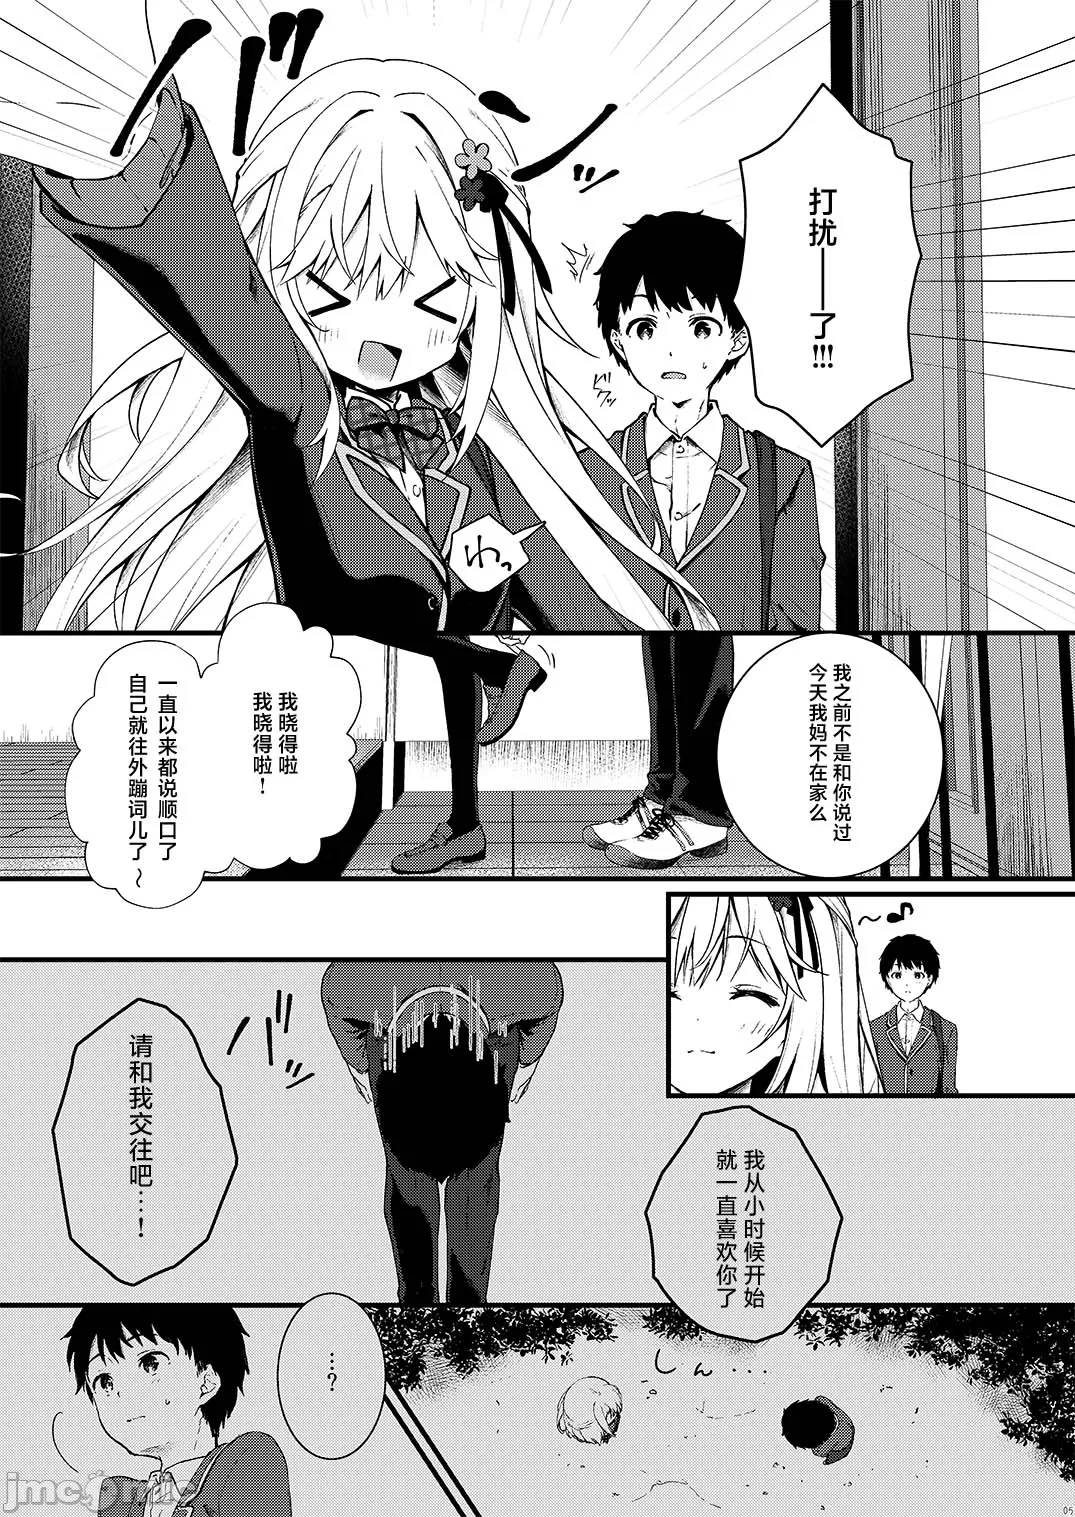 バーン
打扰——了!!!
ビクッ
わっ
我之前不是和你说过
今天我妈不在家么
我晓得啦
我晓得啦！
一直以来都说顺口了
自己就往外蹦词儿了～
～♪
我从小时候开始
就一直喜欢你了
请和我交往吧…！
しん...
…?
jmcomic
05